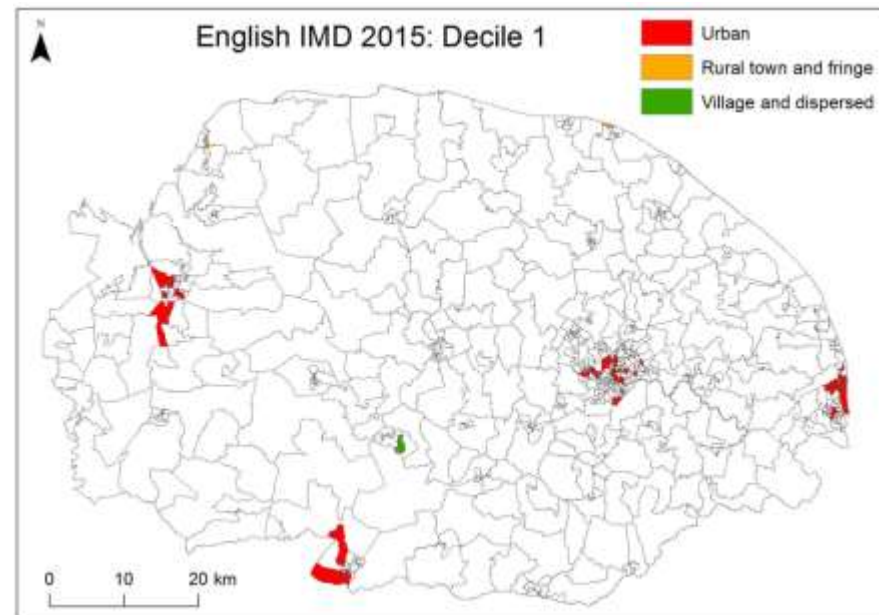 N
English IMD 2015: Decile 1
Urban
Rural town and fringe
Village and dispersed
0 10 20 km